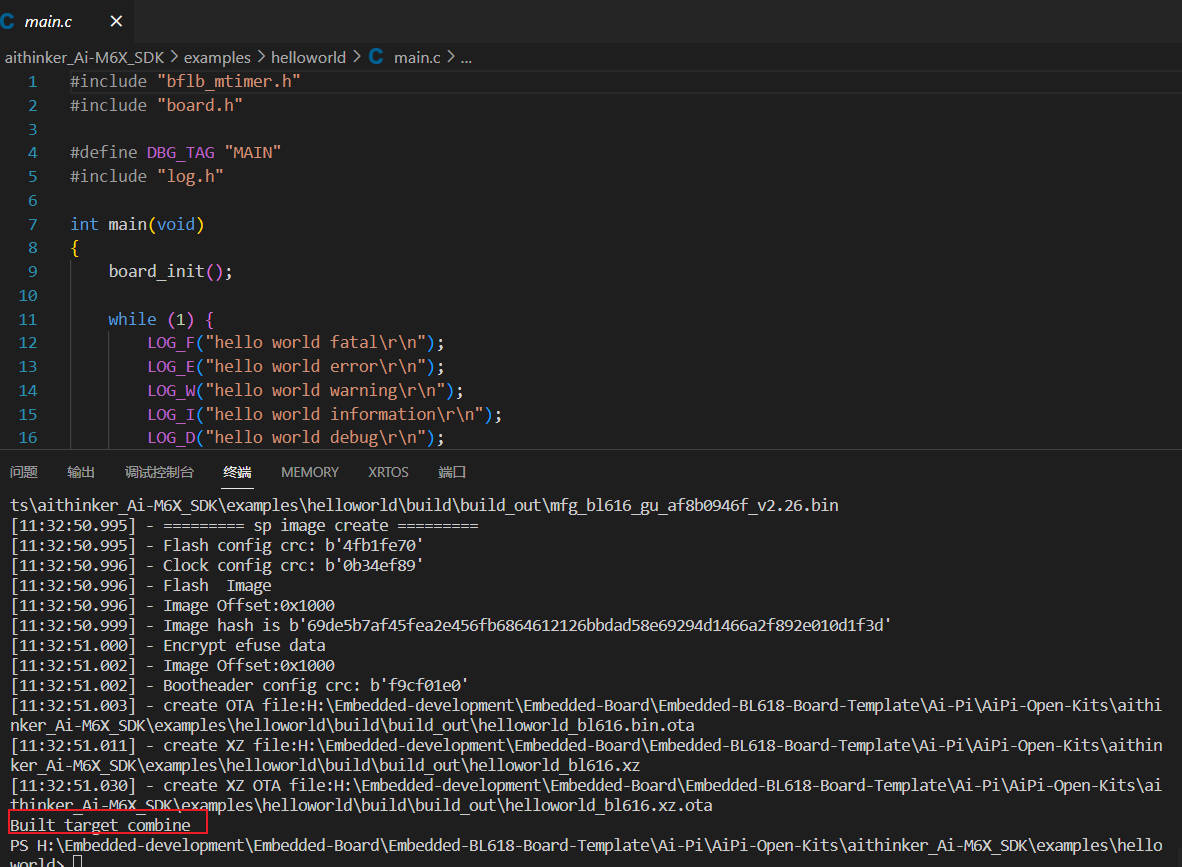 C main.c ×
aithinker_Ai-M6X_SDK > examples > helloworld > C main.c > ...
1 #include "bflb_mtimer.h"
2 #include "board.h"
3
4 #define DBG_TAG "MAIN"
5 #include "log.h"
6
7 int main(void)
8 {
9 board_init();
10
11 while (1) {
12 LOG_F("hello world fatal\r\n");
13 LOG_E("hello world error\r\n");
14 LOG_W("hello world warning\r\n");
15 LOG_I("hello world information\r\n");
16 LOG_D("hello world debug\r\n");
问题 输出 调试控制台 终端 MEMORY XRTOS 端口
ts\aithinker_Ai-M6X_SDK\examples\helloworld\build\build_out\mfg_bl616_gu_af8b0946f_v2.26.bin
[11:32:50.995] - ========= sp image create =========
[11:32:50.995] - Flash config crc: b'4fb1fe70'
[11:32:50.996] - Clock config crc: b'0b34ef89'
[11:32:50.996] - Flash  Image
[11:32:50.996] - Image Offset:0x1000
[11:32:50.999] - Image hash is b'69de5b7af45fea2e456fb6864612126bbdad58e69294d1466a2f892e010d1f3d'
[11:32:51.000] - Encrypt efuse data
[11:32:51.002] - Image Offset:0x1000
[11:32:51.002] - Bootheader config crc: b'f9cf01e0'
[11:32:51.003] - create OTA file:H:\Embedded-development\Embedded-Board\Embedded-BL618-Board-Template\Ai-Pi\AiPi-Open-Kits\aithi
nker_Ai-M6X_SDK\examples\helloworld\build\build_out\helloworld_bl616.bin.ota
[11:32:51.011] - create XZ file:H:\Embedded-development\Embedded-Board\Embedded-BL618-Board-Template\Ai-Pi\AiPi-Open-Kits\aithin
ker_Ai-M6X_SDK\examples\helloworld\build\build_out\helloworld_bl616.xz
[11:32:51.030] - create XZ OTA file:H:\Embedded-development\Embedded-Board\Embedded-BL618-Board-Template\Ai-Pi\AiPi-Open-Kits\ai
thinker_Ai-M6X_SDK\examples\helloworld\build\build_out\helloworld_bl616.xz.ota
Built target combine
PS H:\Embedded-development\Embedded-Board\Embedded-BL618-Board-Template\Ai-Pi\AiPi-Open-Kits\aithinker_Ai-M6X_SDK\examples\hello
world>